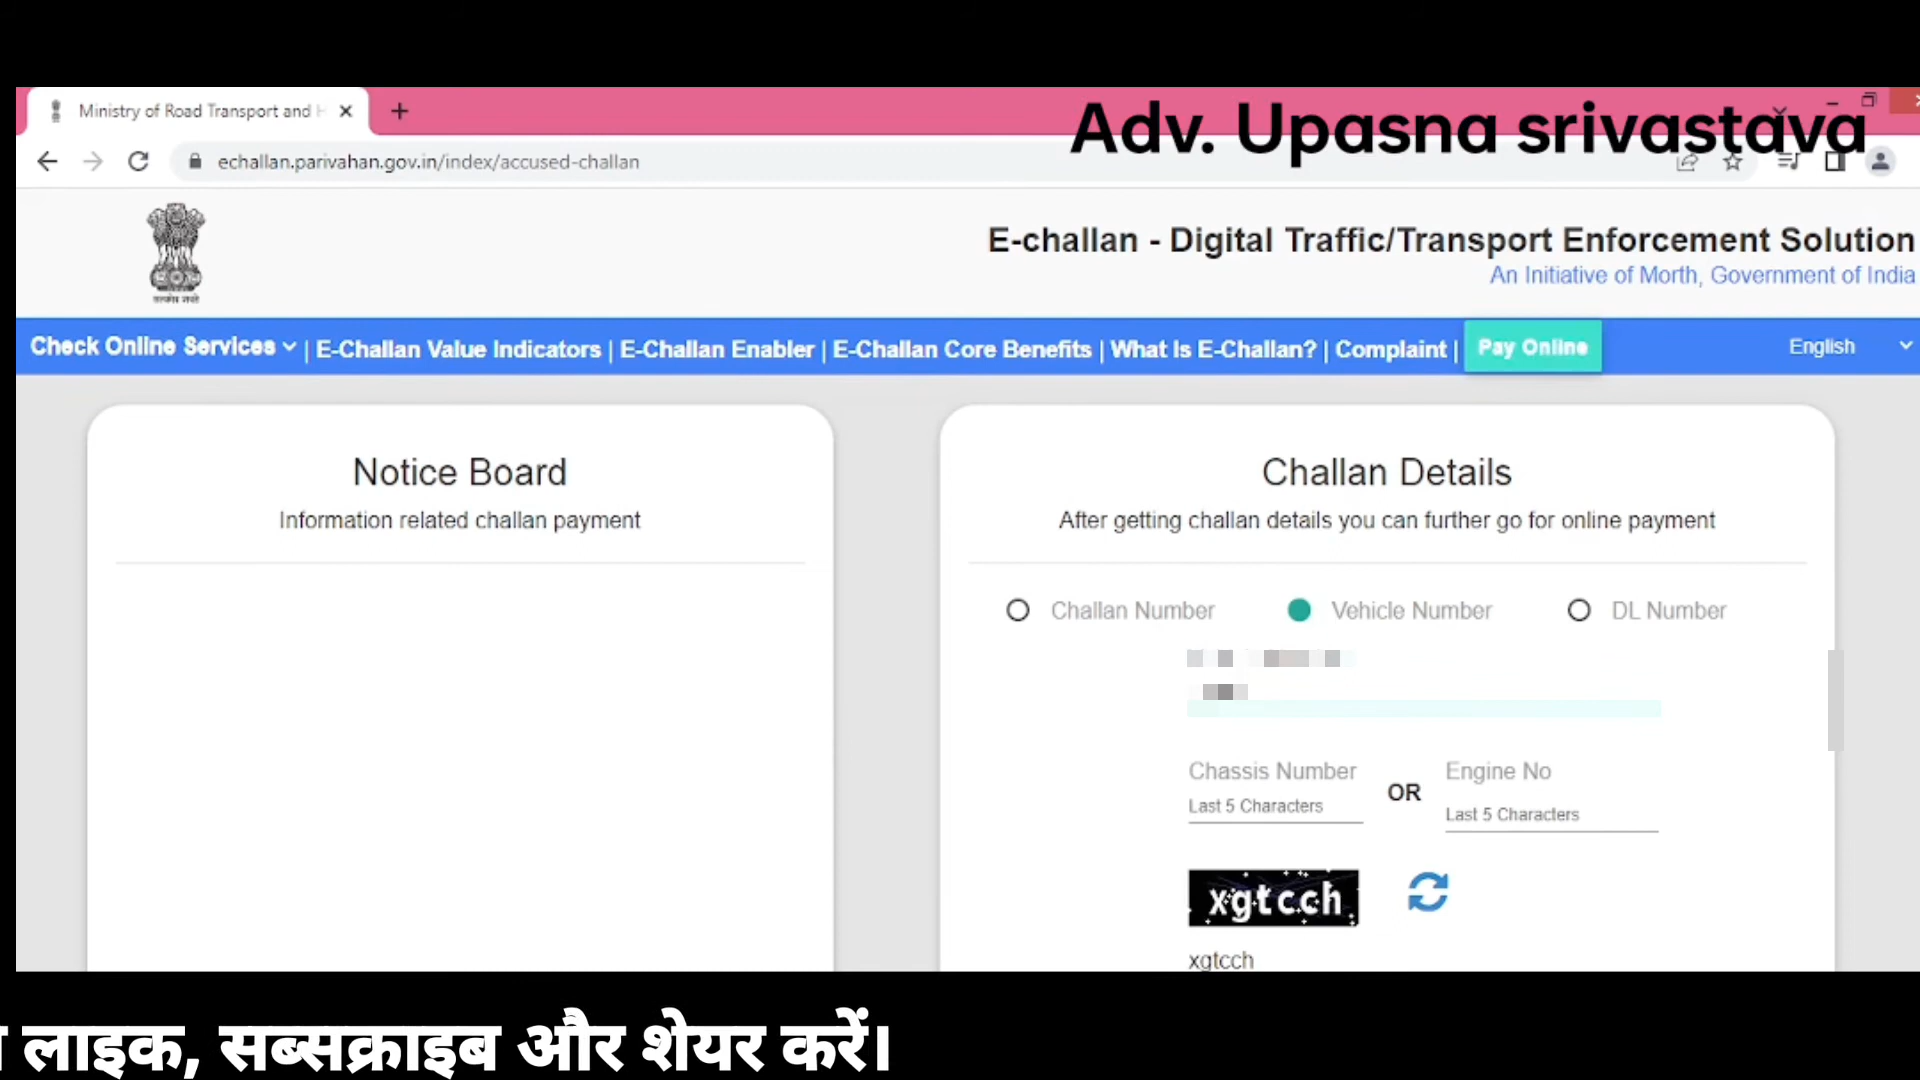 Ministry of Road Transport and H
Adv. Upasna srivastava
echallan.parivahan.gov.in/index/accused-challan
सत्यमेव जयते
E-challan - Digital Traffic/Transport Enforcement Solution
An Initiative of Morth, Government of India
Check Online Services | E-Challan Value Indicators | E-Challan Enabler | E-Challan Core Benefits | What Is E-Challan? | Complaint | Pay Online English
Notice Board
Information related challan payment
Challan Details
After getting challan details you can further go for online payment
Challan Number Vehicle Number DL Number
Chassis Number OR Engine No
Last 5 Characters Last 5 Characters
xgtcch
xgtcch
लाइक, सब्सक्राइब और शेयर करें।